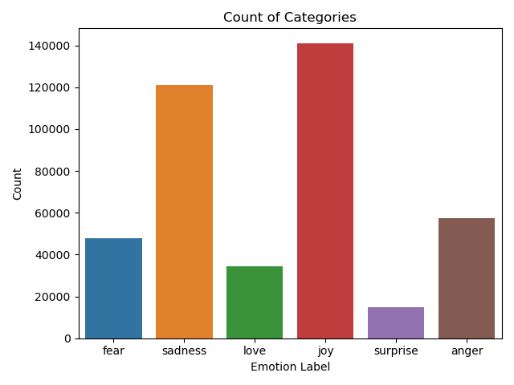 Count of Categories
140000
120000
100000
80000
60000
40000
20000
0
Count
fear sadness love joy surprise anger
Emotion Label